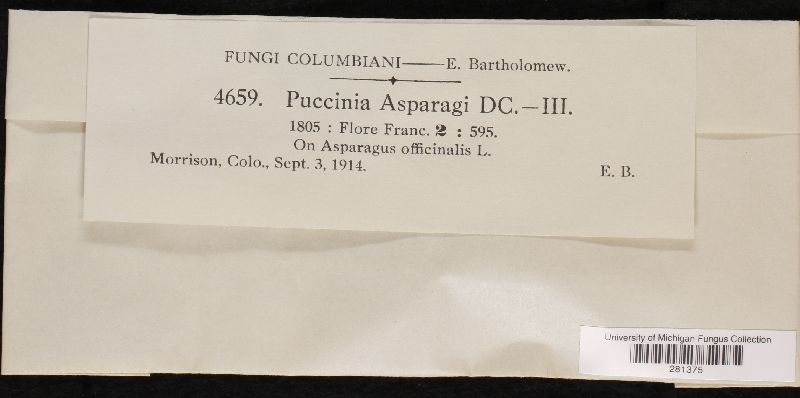 FUNGI COLUMBIANI——E. Bartholomew.
4659. Puccinia Asparagi DC.—III.
1805 : Flore Franc. 2 : 595.
On Asparagus officinalis L.
Morrison, Colo., Sept. 3, 1914.
E. B.
University of Michigan Fungus Collection
281375